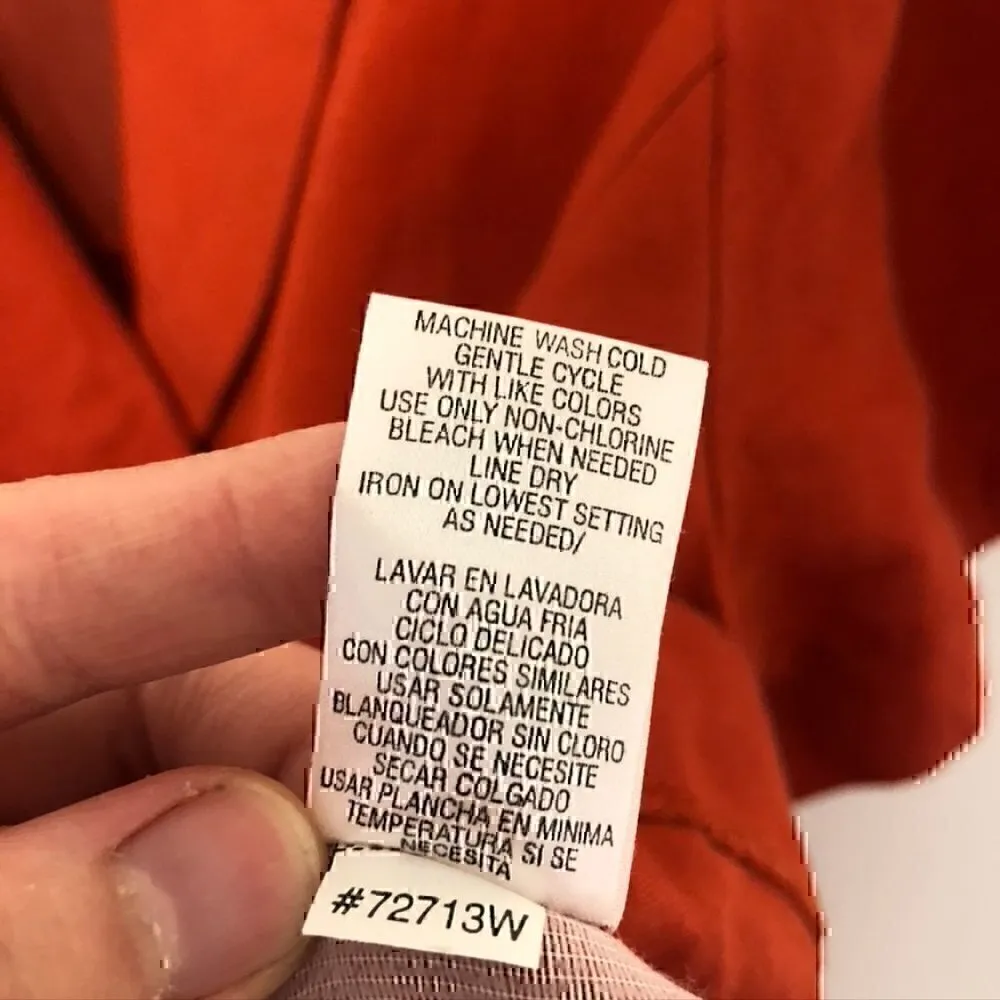 MACHINE WASH COLD
GENTLE CYCLE
WITH LIKE COLORS
USE ONLY NON-CHLORINE
BLEACH WHEN NEEDED
LINE DRY
IRON ON LOWEST SETTING
AS NEEDED/
LAVAR EN LAVADORA
CON AGUA FRIA
CICLO DELICADO
CON COLORES SIMILARES
USAR SOLAMENTE
BLANQUEADOR SIN CLORO
CUANDO SE NECESITE
SECAR COLGADO
USAR PLANCHA EN MINIMA
TEMPERATURA SI SE
NECESITA
#72713W